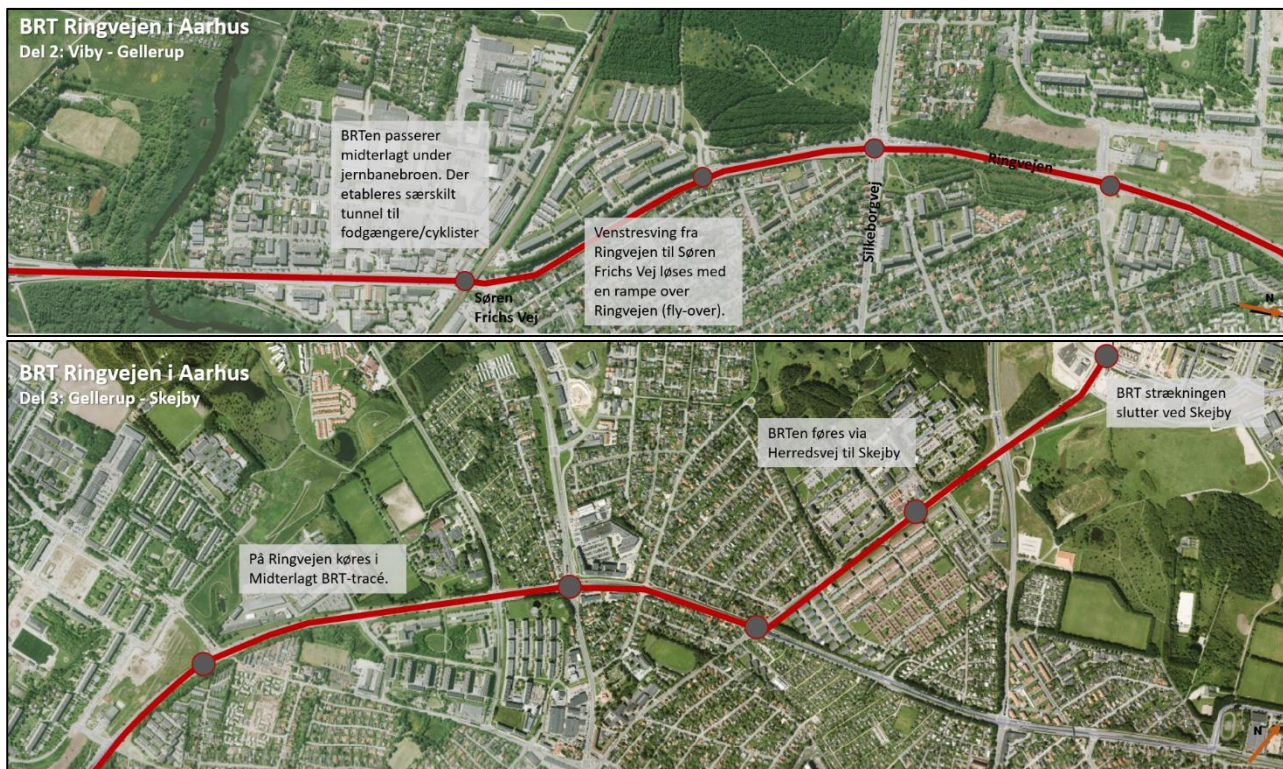 BRT Ringvejen i Aarhus
Del 2: Viby - Gellerup
BRTen passerer
midterlagt under
jernbanebroen. Der
etableres særskilt
tunnel til
fodgængere/cyklister
Venstresving fra
Ringvejen til Søren
Frichs Vej løses med
en rampe over
Ringvejen (fly-over).
Søren
Frichs Vej
Silkeborgvej
Ringvejen
N
BRT Ringvejen i Aarhus
Del 3: Gellerup - Skejby
På Ringvejen køres i
Midterlagt BRT-tracé.
BRTen føres via
Herredsvej til Skejby
BRT strækningen
slutter ved Skejby
N